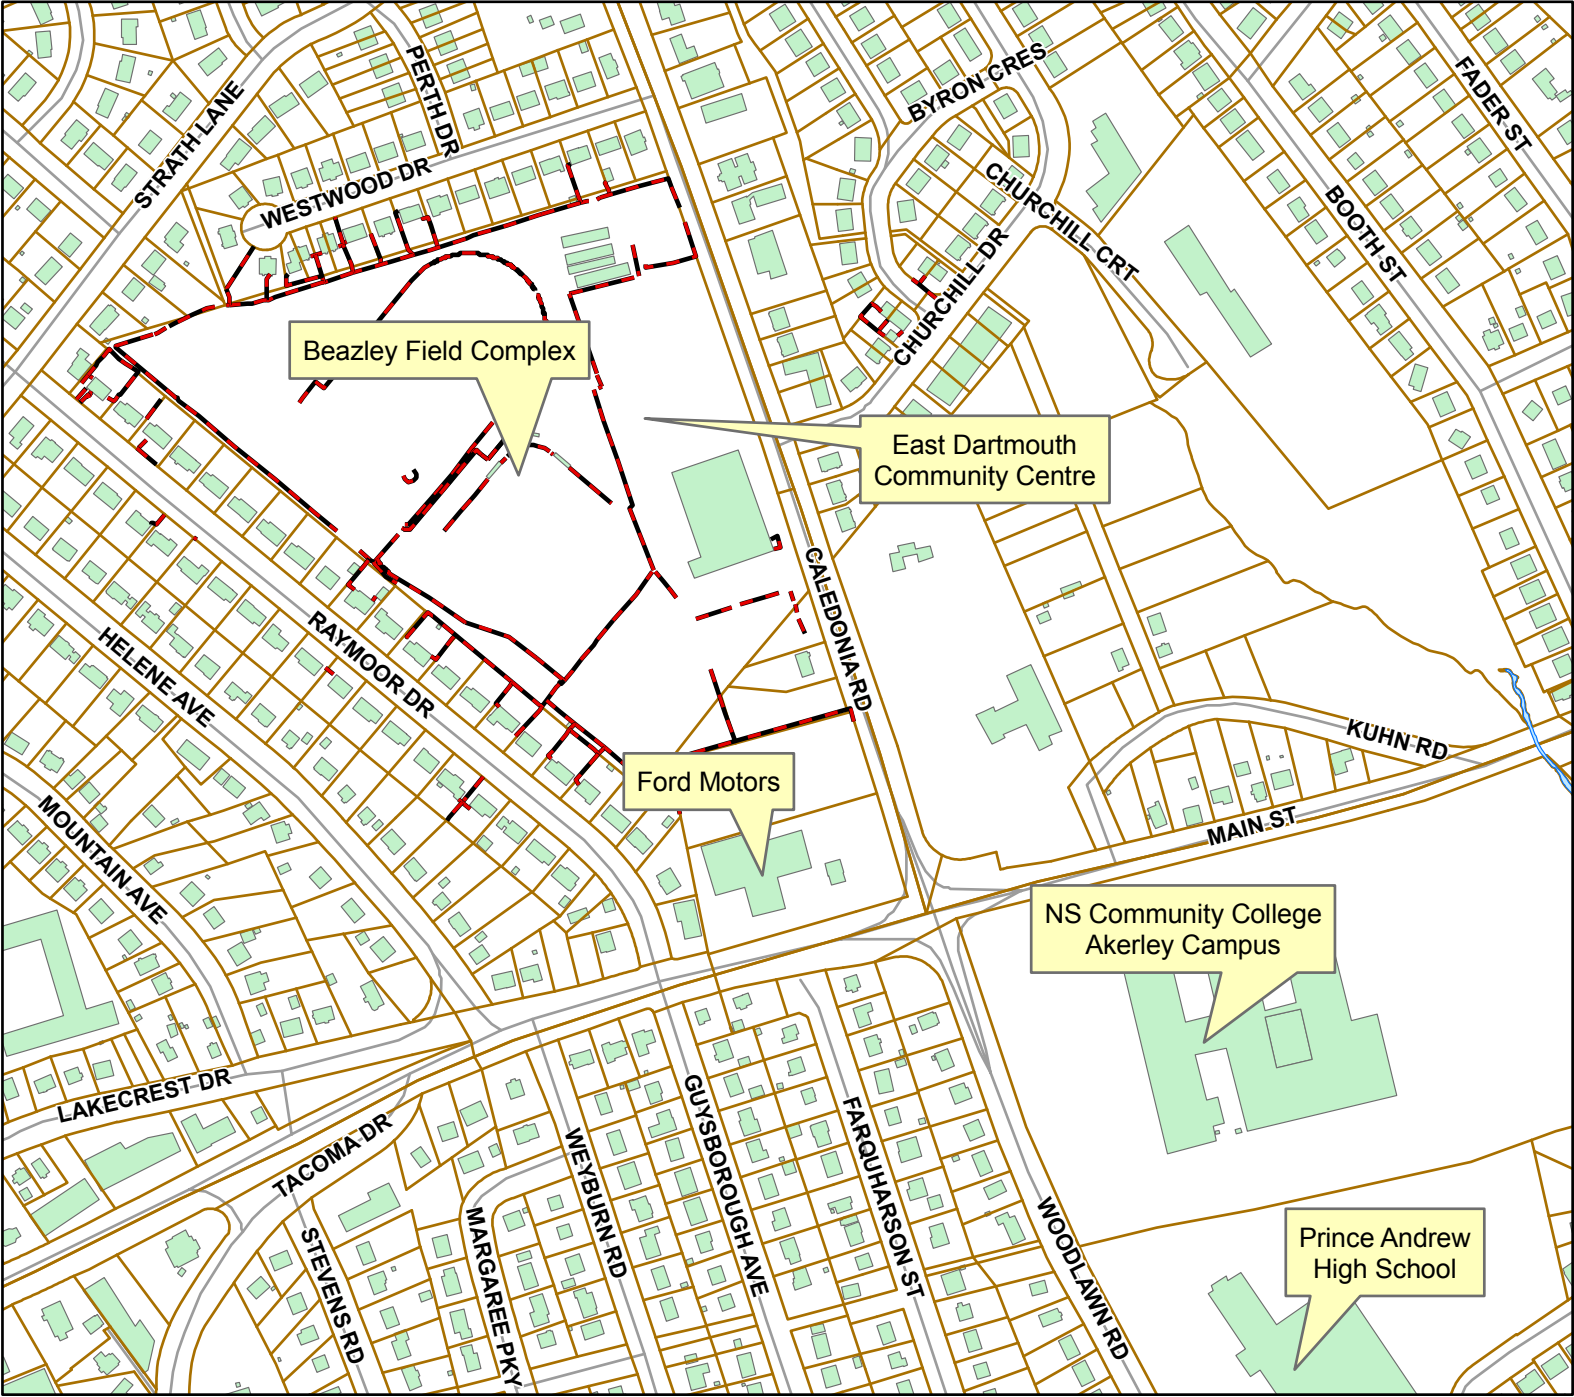 PERTH DR
BYRON CRES
FADER ST
STRATH LANE
WESTWOOD DR
CHURCHILL CRT
BOOTH ST
CHURCHILL DR
Beazley Field Complex
East Dartmouth
Community Centre
CALEDONIA RD
RAYMOOR DR
HELENE AVE
KUHN RD
Ford Motors
MAIN ST
MOUNTAIN AVE
NS Community College
Akerley Campus
LAKECREST DR
TACOMA DR
GUYSBOROUGH AVE
FARQUHARSON ST
WEYBURN RD
MARGAREE PKY
STEVENS RD
WOODLAWN RD
Prince Andrew
High School